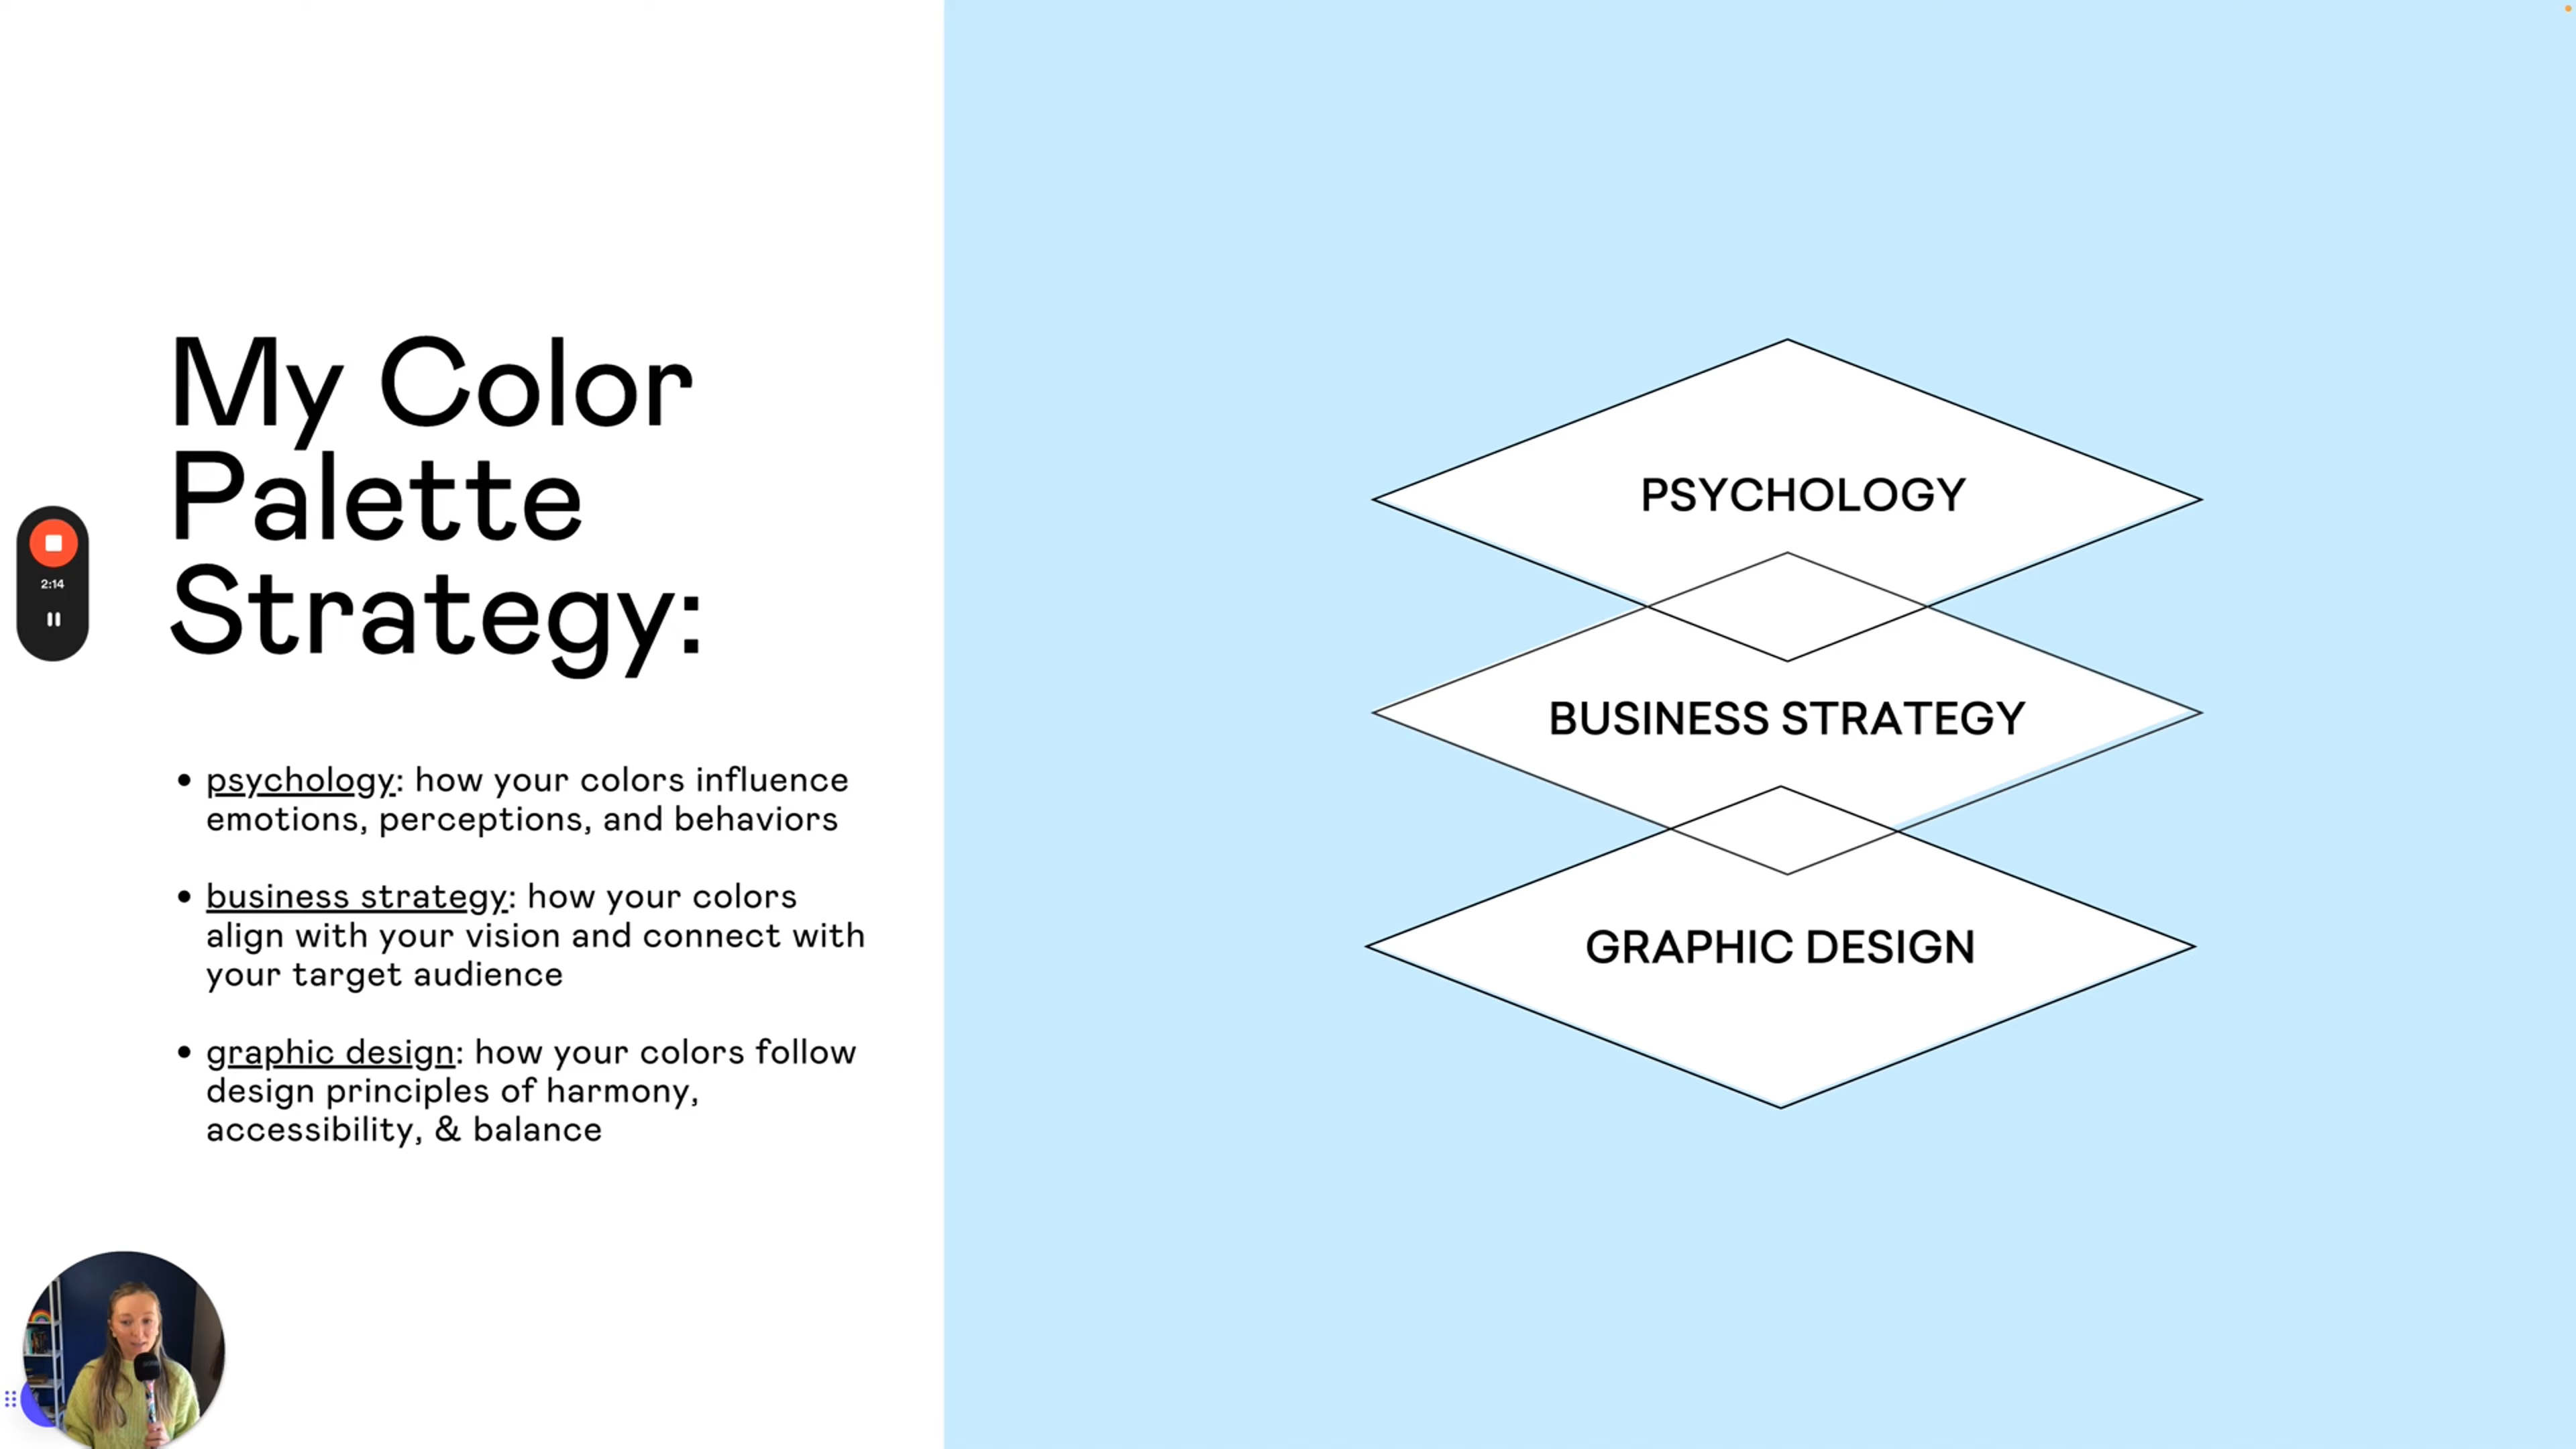 My Color
Palette
Strategy:
2:14
• psychology: how your colors influence
emotions, perceptions, and behaviors
• business strategy: how your colors
align with your vision and connect with
your target audience
• graphic design: how your colors follow
design principles of harmony,
accessibility, & balance
PSYCHOLOGY
BUSINESS STRATEGY
GRAPHIC DESIGN